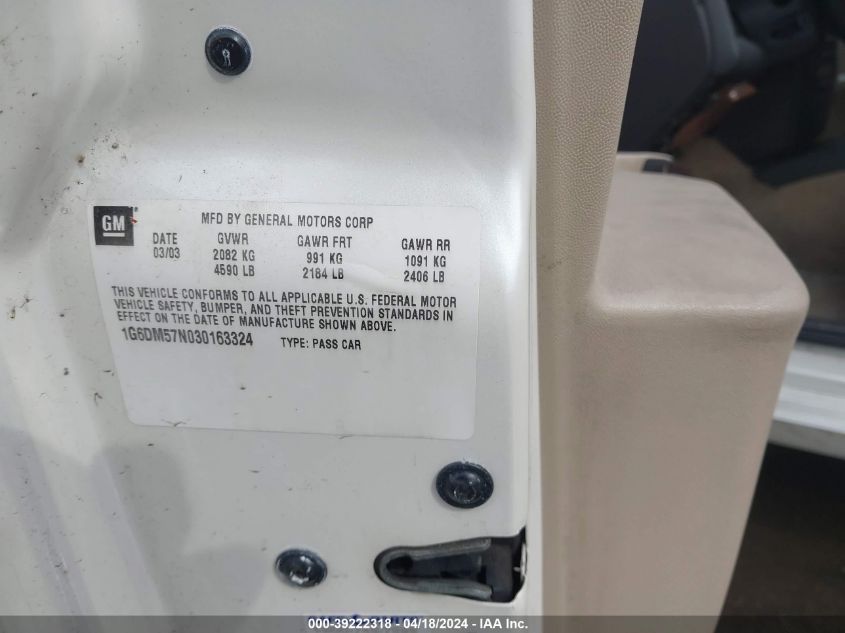 GM
MFD BY GENERAL MOTORS CORP
DATE GVWR GAWR FRT GAWR RR
03/03 2082 KG 991 KG 1091 KG
4590 LB 2184 LB 2406 LB
THIS VEHICLE CONFORMS TO ALL APPLICABLE U.S. FEDERAL MOTOR
VEHICLE SAFETY, BUMPER, AND THEFT PREVENTION STANDARDS IN
EFFECT ON THE DATE OF MANUFACTURE SHOWN ABOVE.
1G6DM57N030163324 TYPE: PASS CAR
000-39222318 - 04/18/2024 - IAA Inc.